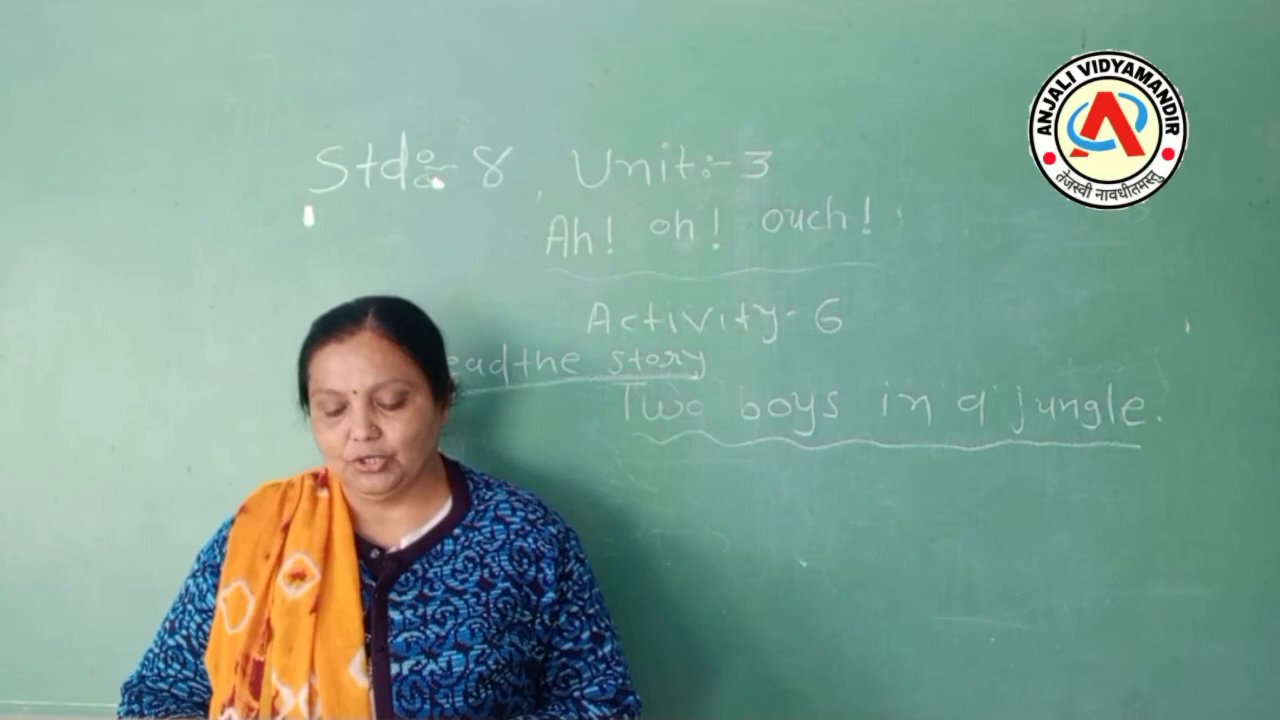 Std:- 8, Unit:- 3
Ah! oh! ouch!
Activity- 6
ead the story
Two boys in a jungle.
ANJALI VIDYAMANDIR
A
तेजस्वी नावधीतमस्तु